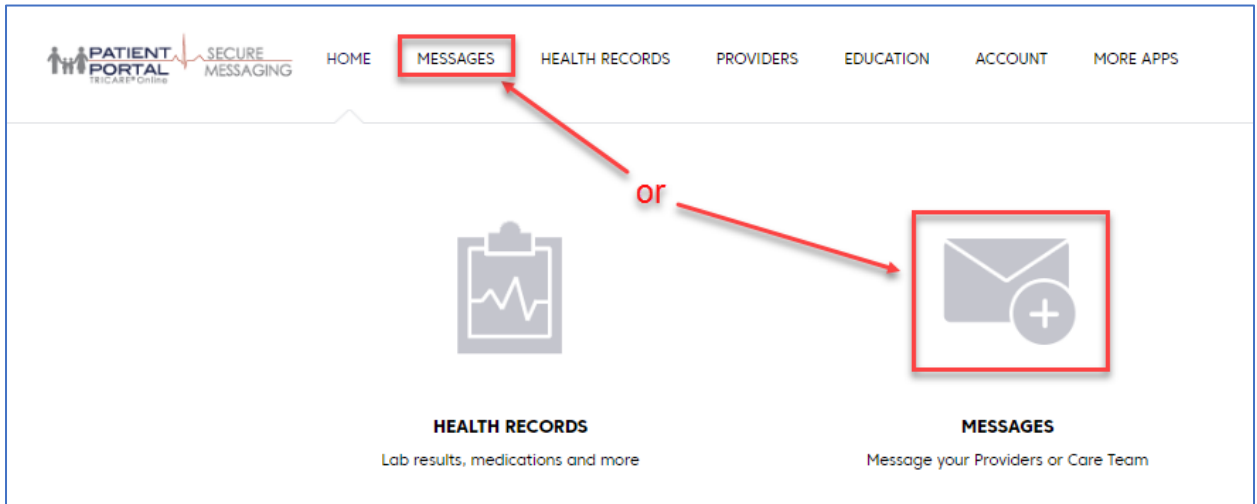 PATIENT SECURE
PORTAL MESSAGING
TRICARE® Online
HOME MESSAGES HEALTH RECORDS PROVIDERS EDUCATION ACCOUNT MORE APPS
or
HEALTH RECORDS
Lab results, medications and more
MESSAGES
Message your Providers or Care Team